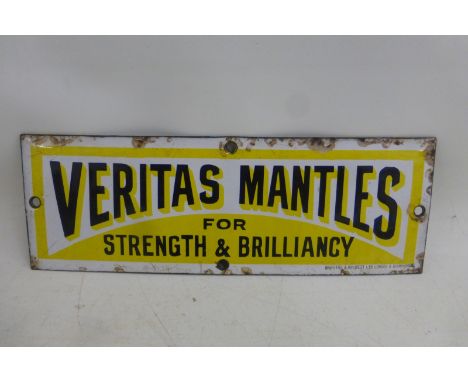 VERITAS MANTLES
FOR
STRENGTH & BRILLIANCY